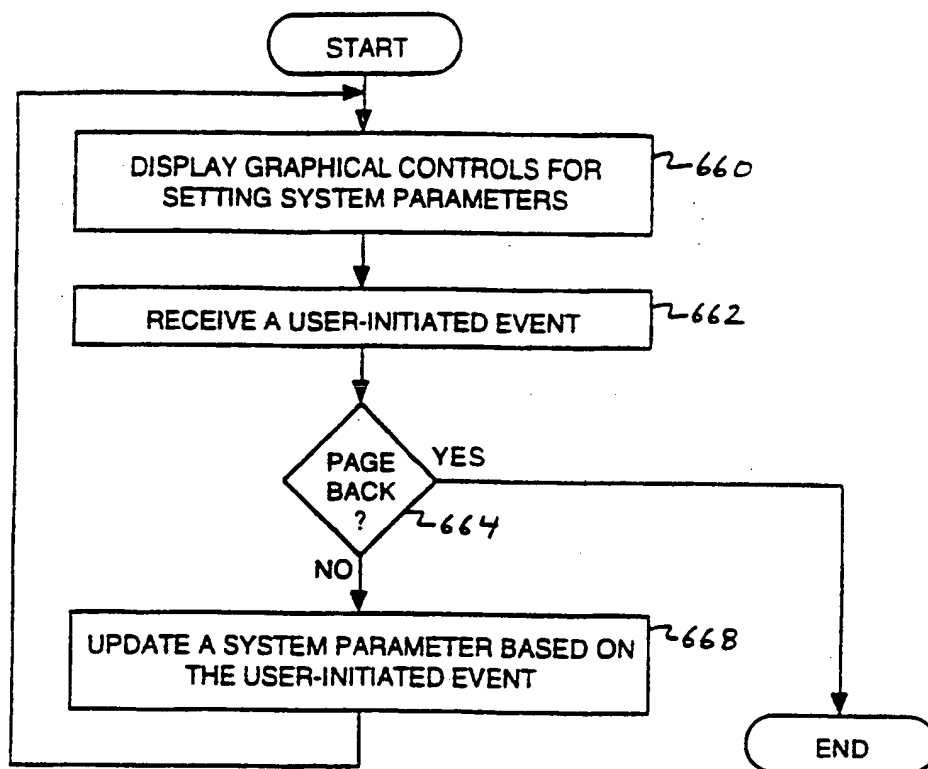 START
DISPLAY GRAPHICAL CONTROLS FOR
SETTING SYSTEM PARAMETERS
660
RECEIVE A USER-INITIATED EVENT
662
PAGE
BACK
?
YES
664
NO
UPDATE A SYSTEM PARAMETER BASED ON
THE USER-INITIATED EVENT
668
END